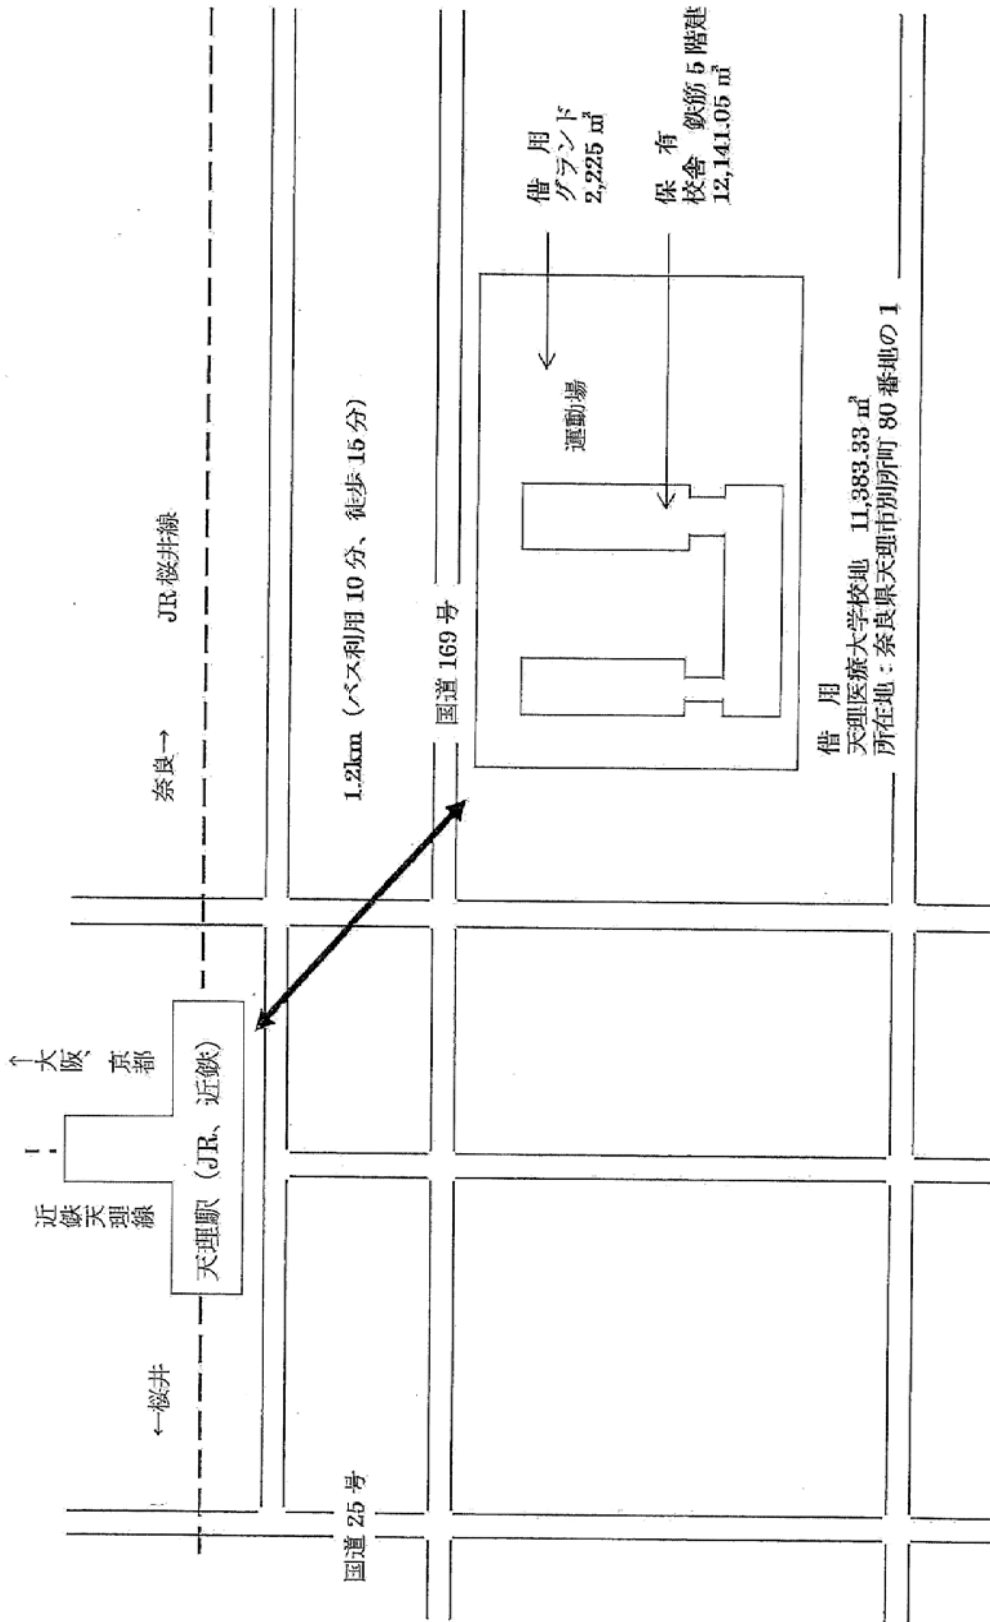 ←桜井
近鉄天理線
↑大阪、京都
天理駅（JR、近鉄）
奈良→
JR 桜井線
国道 25 号
1.2km（バス利用 10 分、徒歩 15 分）
国道 169 号
運動場
借　用
グランド
2,225 ㎡
保　有
校舎　鉄筋 5 階建
12,141.05 ㎡
借　用
天理医療大学校地　11,383.33 ㎡
所在地：奈良県天理市別所町 80 番地の 1